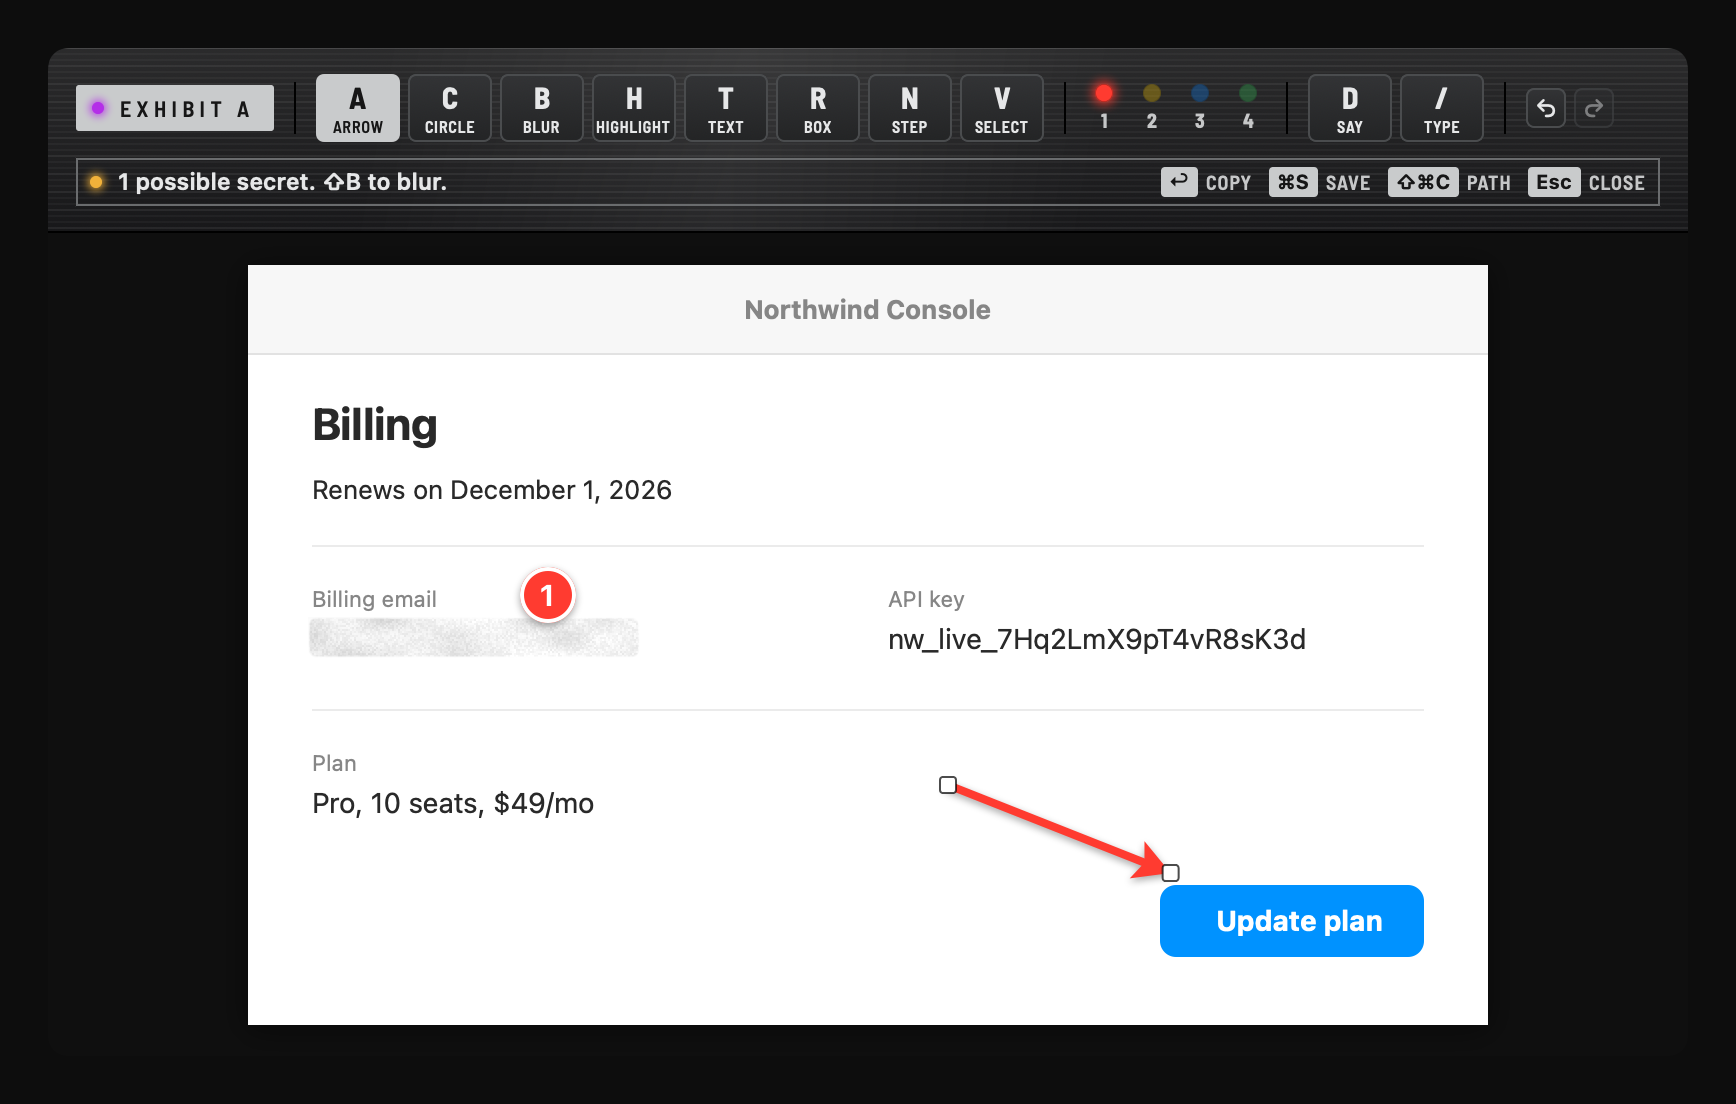 EXHIBIT A
A ARROW
C CIRCLE
B BLUR
H HIGHLIGHT
T TEXT
R BOX
N STEP
V SELECT
1 2 3 4
D SAY
/ TYPE
1 possible secret. ⇧B to blur.
↩ COPY ⌘S SAVE ⇧⌘C PATH Esc CLOSE
Northwind Console
Billing
Renews on December 1, 2026
Billing email
1
API key
nw_live_7Hq2LmX9pT4vR8sK3d
Plan
Pro, 10 seats, $49/mo
Update plan